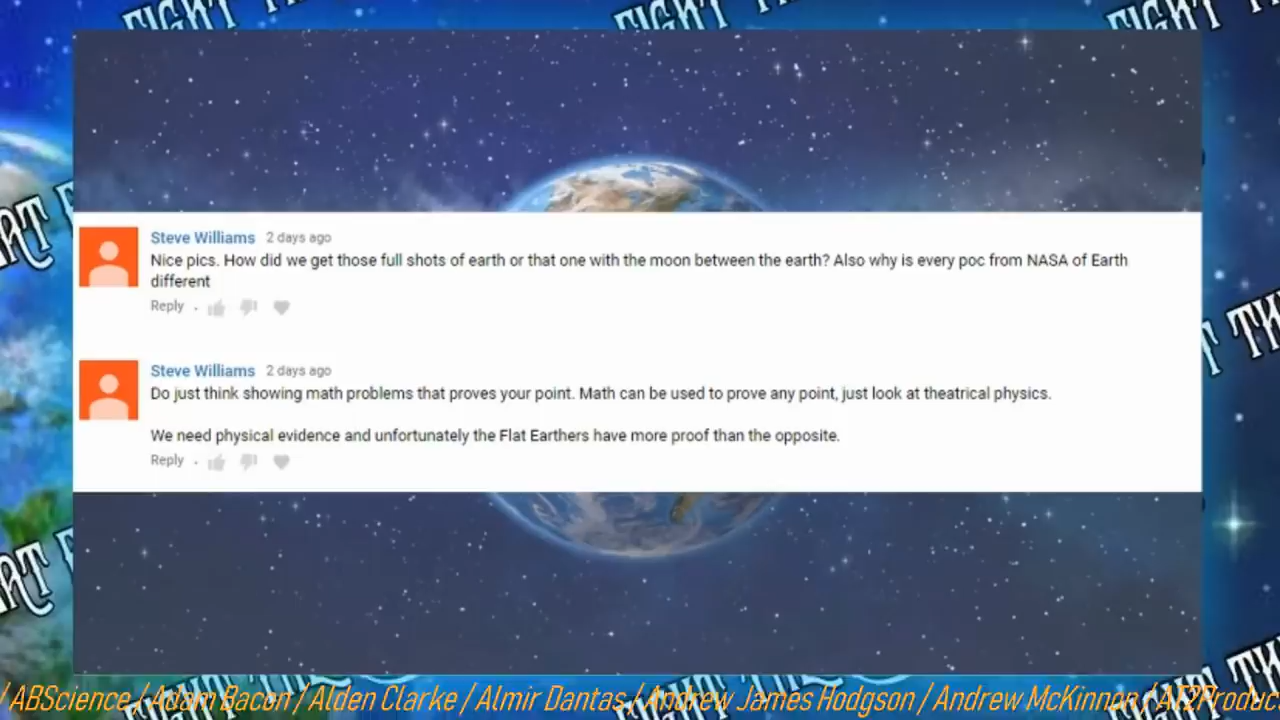 FIGHT TH
Steve Williams 2 days ago
Nice pics. How did we get those full shots of earth or that one with the moon between the earth? Also why is every poc from NASA of Earth
different
Reply .
Steve Williams 2 days ago
Do just think showing math problems that proves your point. Math can be used to prove any point, just look at theatrical physics.
We need physical evidence and unfortunately the Flat Earthers have more proof than the opposite.
Reply .
/ ABScience / Adam Bacon / Alden Clarke / Almir Dantas / Andrew James Hodgson / Andrew McKinnon /